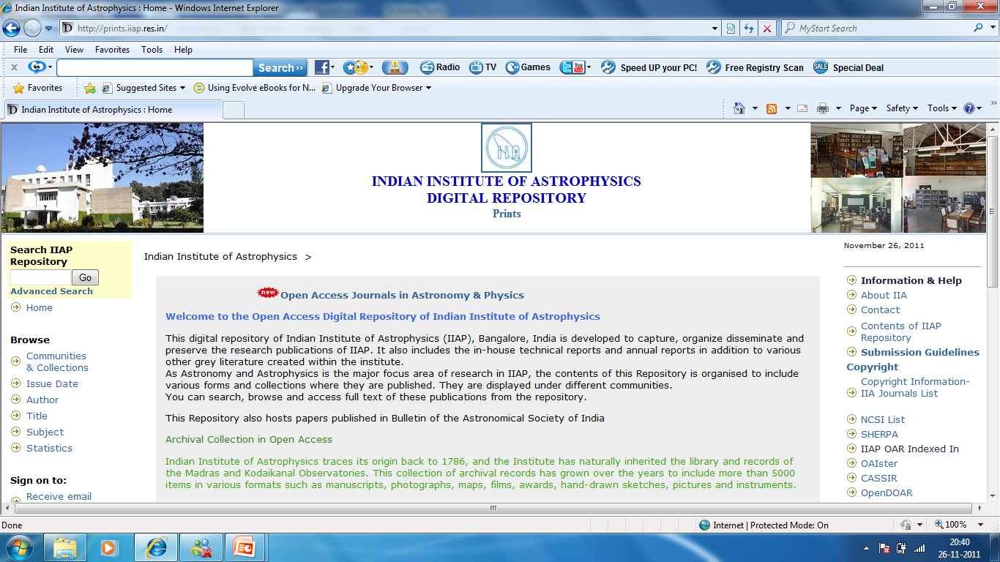 Indian Institute of Astrophysics : Home - Windows Internet Explorer
http://prints.iiap.res.in/
MyStart Search
File Edit View Favorites Tools Help
Search>>
Radio TV Games Speed UP your PC! Free Registry Scan SALE Special Deal
Favorites Suggested Sites Using Evolve eBooks for N... Upgrade Your Browser
Indian Institute of Astrophysics : Home
Page Safety Tools
iiA
INDIAN INSTITUTE OF ASTROPHYSICS
DIGITAL REPOSITORY
Prints
Search IIAP
Repository
Go
Advanced Search
Home
Browse
Communities
& Collections
Issue Date
Author
Title
Subject
Statistics
Sign on to:
Receive email
Indian Institute of Astrophysics >
new Open Access Journals in Astronomy & Physics
Welcome to the Open Access Digital Repository of Indian Institute of Astrophysics
This digital repository of Indian Institute of Astrophysics (IIAP), Bangalore, India is developed to capture, organize disseminate and
preserve the research publications of IIAP. It also includes the in-house technical reports and annual reports in addition to various
other grey literature created within the institute.
As Astronomy and Astrophysics is the major focus area of research in IIAP, the contents of this Repository is organised to include
various forms and collections where they are published. They are displayed under different communities.
You can search, browse and access full text of these publications from the repository.
This Repository also hosts papers published in Bulletin of the Astronomical Society of India
Archival Collection in Open Access
Indian Institute of Astrophysics traces its origin back to 1786, and the Institute has naturally inherited the library and records of
the Madras and Kodaikanal Observatories. This collection of archival records has grown over the years to include more than 5000
items in various formats such as manuscripts, photographs, maps, films, awards, hand-drawn sketches, pictures and instruments.
November 26, 2011
Information & Help
About IIA
Contact
Contents of IIAP
Repository
Submission Guidelines
Copyright
Copyright Information-
IIA Journals List
NCSI List
SHERPA
IIAP OAR Indexed In
OAIster
CASSIR
OpenDOAR
Done
Internet | Protected Mode: On
100%
20:40
26-11-2011